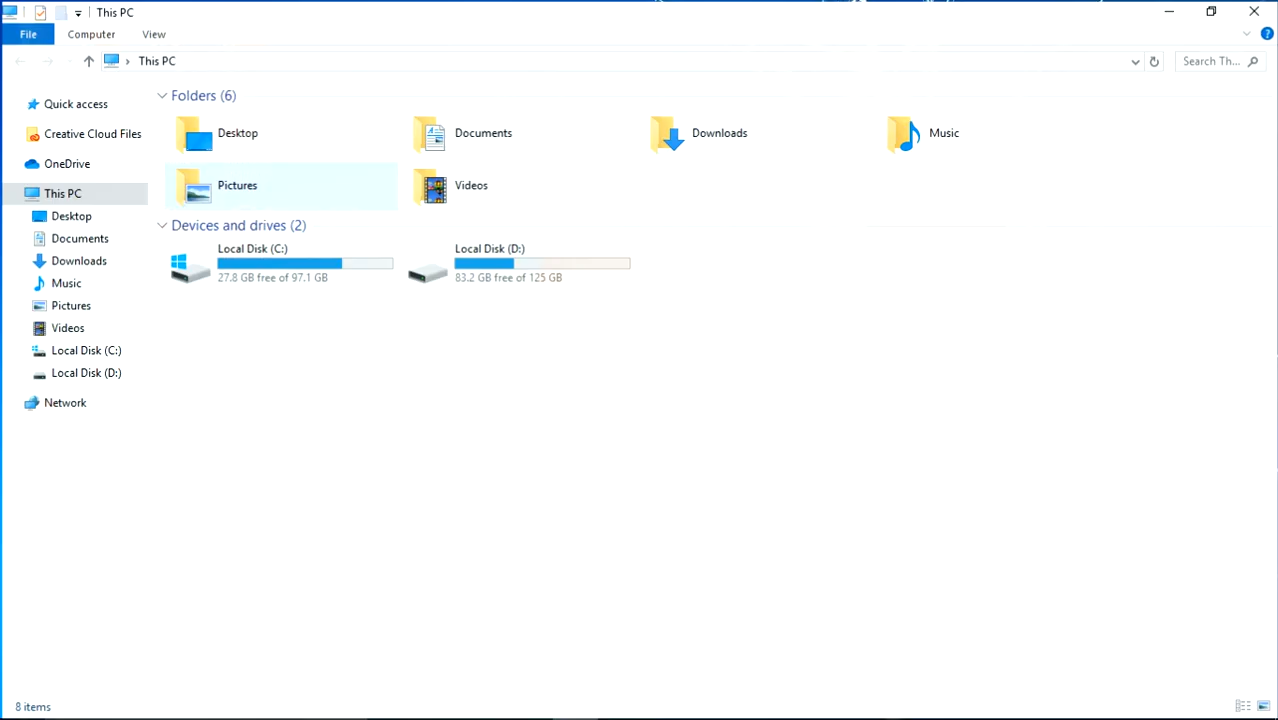 This PC
File Computer View
This PC
Search Th...
Quick access
Creative Cloud Files
OneDrive
This PC
Desktop
Documents
Downloads
Music
Pictures
Videos
Local Disk (C:)
Local Disk (D:)
Network
Folders (6)
Desktop
Documents
Downloads
Music
Pictures
Videos
Devices and drives (2)
Local Disk (C:)
27.8 GB free of 97.1 GB
Local Disk (D:)
83.2 GB free of 125 GB
8 items